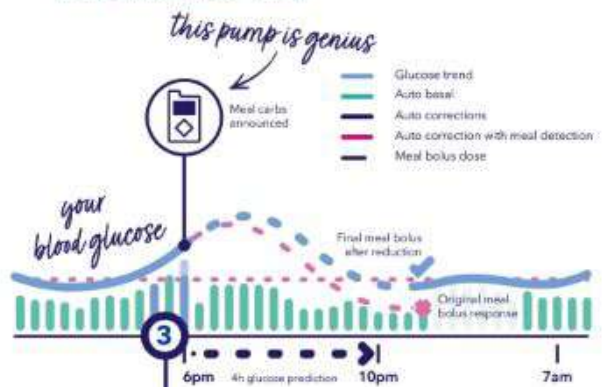 this pump is genius
Meal carbs
announced
Glucose trend
Auto basal
Auto corrections
Auto correction with meal detection
Meal bolus dose
your
blood glucose
Final meal bolus
after reduction
Original meal
bolus response
3
6pm
4h glucose prediction
10pm
7am